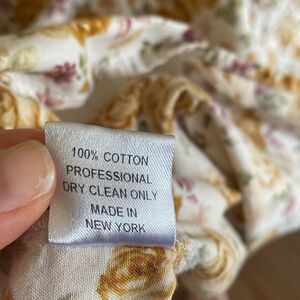 100% COTTON
PROFESSIONAL
DRY CLEAN ONLY
MADE IN
NEW YORK